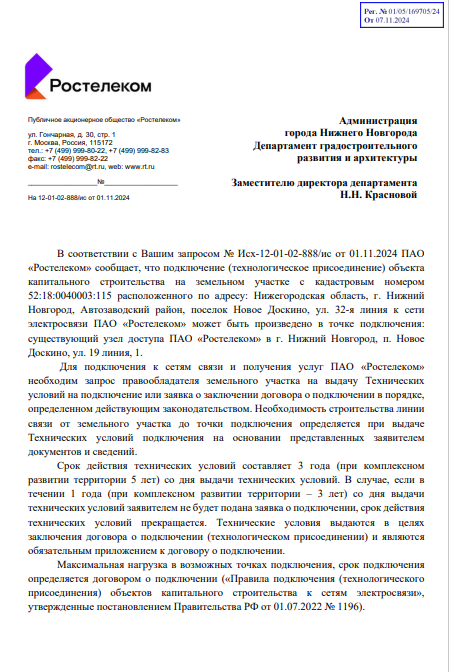 Рег. № 01/05/169705/24
От 07.11.2024
Ростелеком
Публичное акционерное общество «Ростелеком»
ул. Гончарная, д. 30, стр. 1
г. Москва, Россия, 115172
тел.: +7 (499) 999-80-22, +7 (499) 999-82-83
факс: +7 (499) 999-82-22
e-mail: rostelecom@rt.ru, web: www.rt.ru
____________________№____________________
На 12-01-02-888/ис от 01.11.2024
Администрация
города Нижнего Новгорода
Департамент градостроительного
развития и архитектуры
Заместителю директора департамента
Н.Н. Красновой
В соответствии с Вашим запросом № Исх-12-01-02-888/ис от 01.11.2024 ПАО
«Ростелеком» сообщает, что подключение (технологическое присоединение) объекта
капитального строительства на земельном участке с кадастровым номером
52:18:0040003:115 расположенного по адресу: Нижегородская область, г. Нижний
Новгород, Автозаводский район, поселок Новое Доскино, ул. 32-я линия к сети
электросвязи ПАО «Ростелеком» может быть произведено в точке подключения:
существующий узел доступа ПАО «Ростелеком» в г. Нижний Новгород, п. Новое
Доскино, ул. 19 линия, 1.
Для подключения к сетям связи и получения услуг ПАО «Ростелеком»
необходим запрос правообладателя земельного участка на выдачу Технических
условий на подключение или заявка о заключении договора о подключении в порядке,
определенном действующим законодательством. Необходимость строительства линии
связи от земельного участка до точки подключения определяется при выдаче
Технических условий подключения на основании представленных заявителем
документов и сведений.
Срок действия технических условий составляет 3 года (при комплексном
развитии территории 5 лет) со дня выдачи технических условий. В случае, если в
течении 1 года (при комплексном развитии территории – 3 лет) со дня выдачи
технических условий заявителем не будет подана заявка о подключении, срок действия
технических условий прекращается. Технические условия выдаются в целях
заключения договора о подключении (технологическом присоединении) и являются
обязательным приложением к договору о подключении.
Максимальная нагрузка в возможных точках подключения, срок подключения
определяется договором о подключении («Правила подключения (технологического
присоединения) объектов капитального строительства к сетям электросвязи»,
утвержденные постановлением Правительства РФ от 01.07.2022 № 1196).